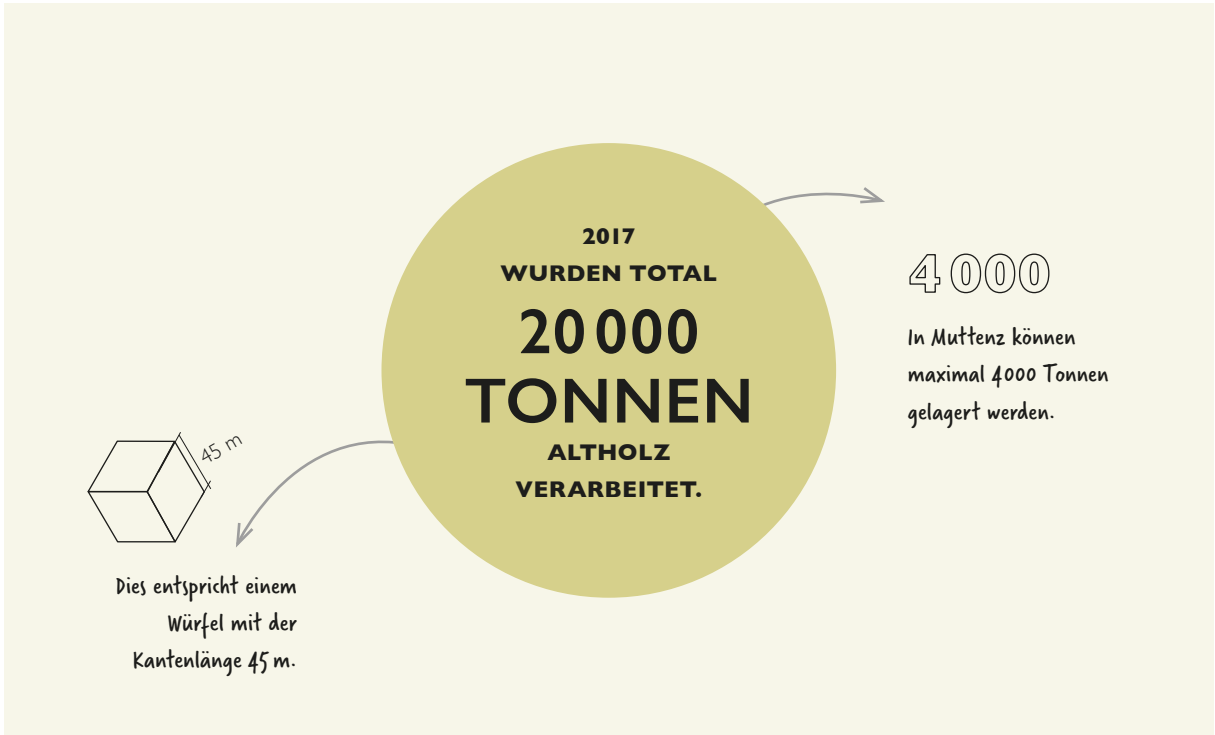 2017
WURDEN TOTAL
20 000
TONNEN
ALTHOLZ
VERARBEITET.
4 000
In Muttenz können
maximal 4000 Tonnen
gelagert werden.
45 m
Dies entspricht einem
Würfel mit der
Kantenlänge 45 m.